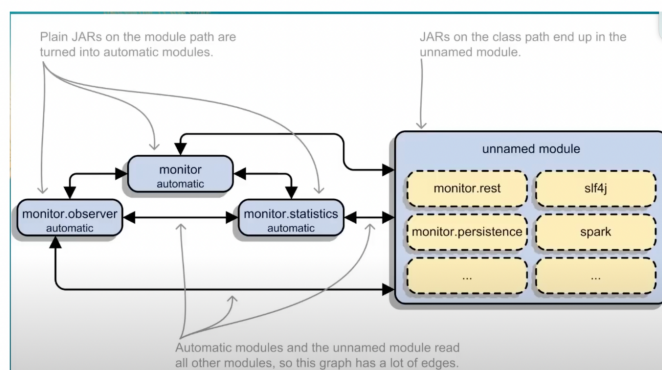 Plain JARs on the module path are
turned into automatic modules.
JARs on the class path end up in the
unnamed module.
unnamed module
monitor
automatic
monitor.rest
slf4j
monitor.observer
automatic
monitor.statistics
automatic
monitor.persistence
spark
...
...
Automatic modules and the unnamed module read
all other modules, so this graph has a lot of edges.